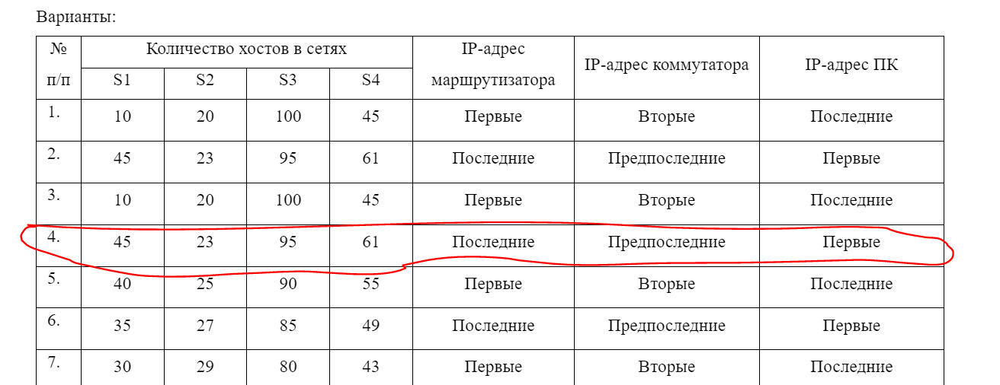 Варианты:
№ п/п Количество хостов в сетях IP-адрес маршрутизатора IP-адрес коммутатора IP-адрес ПК
S1 S2 S3 S4
1. 10 20 100 45 Первые Вторые Последние
2. 45 23 95 61 Последние Предпоследние Первые
3. 10 20 100 45 Первые Вторые Последние
4. 45 23 95 61 Последние Предпоследние Первые
5. 40 25 90 55 Первые Вторые Последние
6. 35 27 85 49 Последние Предпоследние Первые
7. 30 29 80 43 Первые Вторые Последние